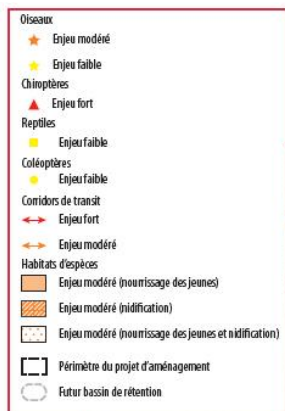 Oiseaux
Enjeu modéré
Enjeu faible
Chiroptères
Enjeu fort
Reptiles
Enjeu faible
Coléoptères
Enjeu faible
Corridors de transit
Enjeu fort
Enjeu modéré
Habitats d'espèces
Enjeu modéré (nourrissage des jeunes)
Enjeu modéré (nidification)
Enjeu modéré (nourrissage des jeunes et nidification)
Périmètre du projet d'aménagement
Futur bassin de rétention